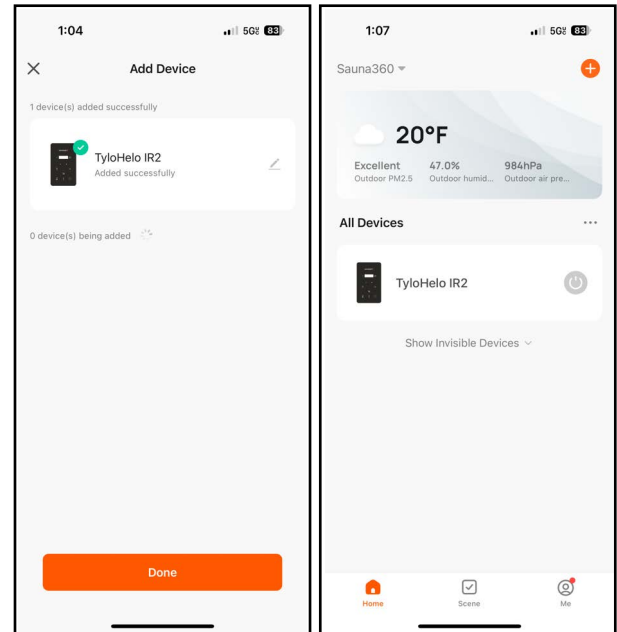 1:04
5G 83
Add Device
1 device(s) added successfully
TyloHelo IR2
Added successfully
0 device(s) being added
Done
1:07
5G 83
Sauna360
20°F
Excellent 47.0% 984hPa
Outdoor PM2.5 Outdoor humid... Outdoor air pre...
All Devices
TyloHelo IR2
Show Invisible Devices
Home Scene Me